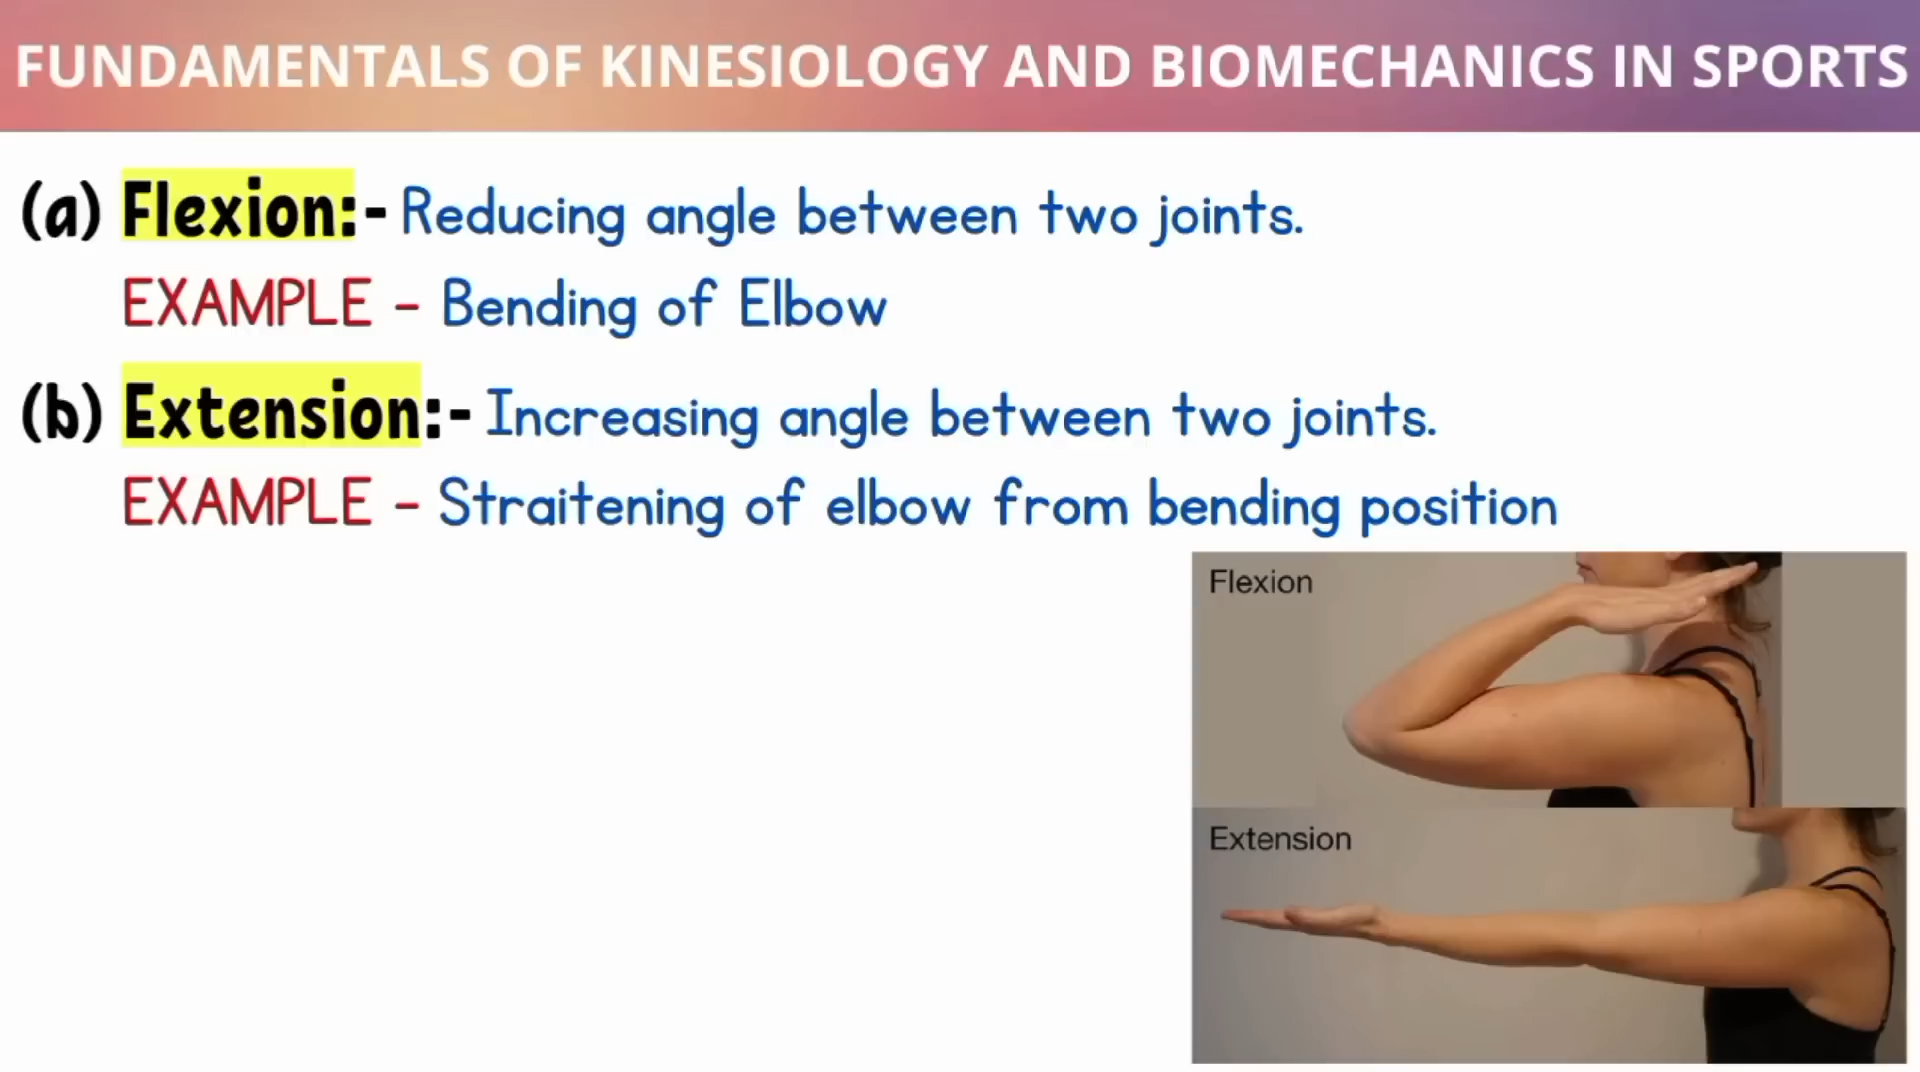 FUNDAMENTALS OF KINESIOLOGY AND BIOMECHANICS IN SPORTS
(a) Flexion:- Reducing angle between two joints.
EXAMPLE - Bending of Elbow
(b) Extension:- Increasing angle between two joints.
EXAMPLE - Straitening of elbow from bending position
Flexion
Extension